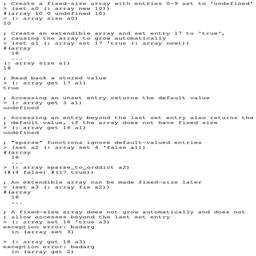 ; Create a fixed-size array with entries 0-9 set to 'undefined'
> (set a0 (: array new 10))
#(array 10 0 undefined 10)
> (: array size a0)
10
; Create an extendible array and set entry 17 to 'true',
; causing the array to grow automatically
> (set a1 (: array set 17 'true (: array new)))
#(array
18
...
(: array size a1)
18
; Read back a stored value
> (: array get 17 a1)
true
; Accessing an unset entry returns the default value
> (: array get 3 a1)
undefined
; Accessing an entry beyond the last set entry also returns the
; default value, if the array does not have fixed size
> (: array get 18 a1)
undefined
; "sparse" functions ignore default-valued entries
> (set a2 (: array set 4 'false a1))
#(array
18
...
> (: array sparse_to_orddict a2)
(#(4 false) #(17 true))
; An extendible array can be made fixed-size later
> (set a3 (: array fix a2))
#(array
18
...
; A fixed-size array does not grow automatically and does not
; allow accesses beyond the last set entry
> (: array set 18 'true a3)
exception error: badarg
in (array set 3)
> (: array get 18 a3)
exception error: badarg
in (array get 2)